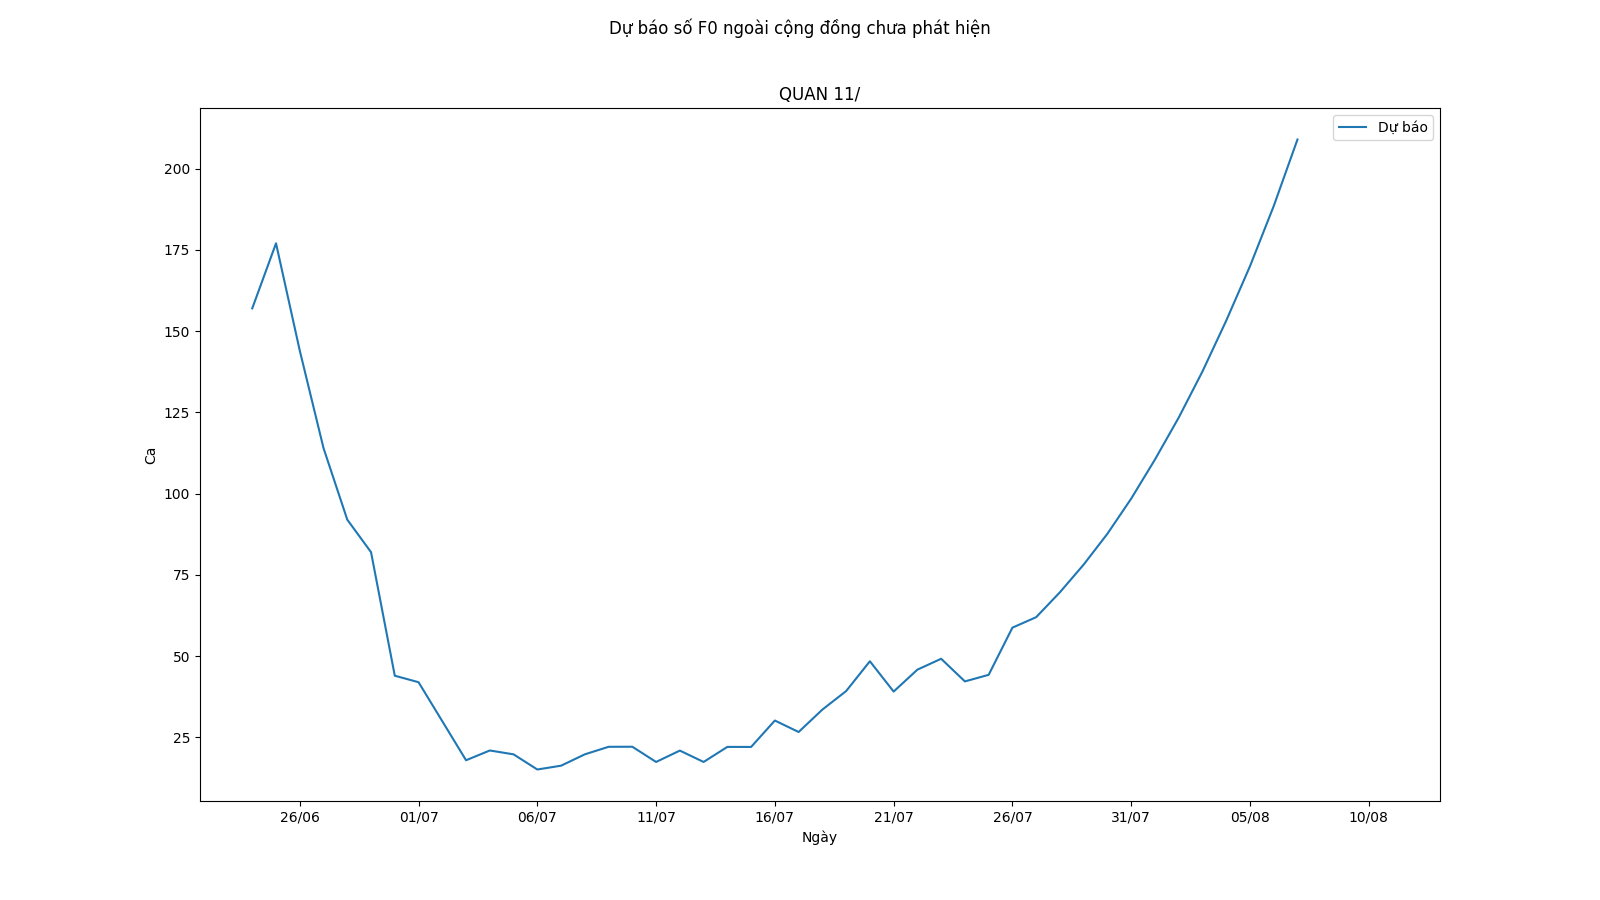 Dự báo số F0 ngoài cộng đồng chưa phát hiện
QUAN 11/
Dự báo
200
175
150
125
100
75
50
25
Ca
26/06 01/07 06/07 11/07 16/07 21/07 26/07 31/07 05/08 10/08
Ngày